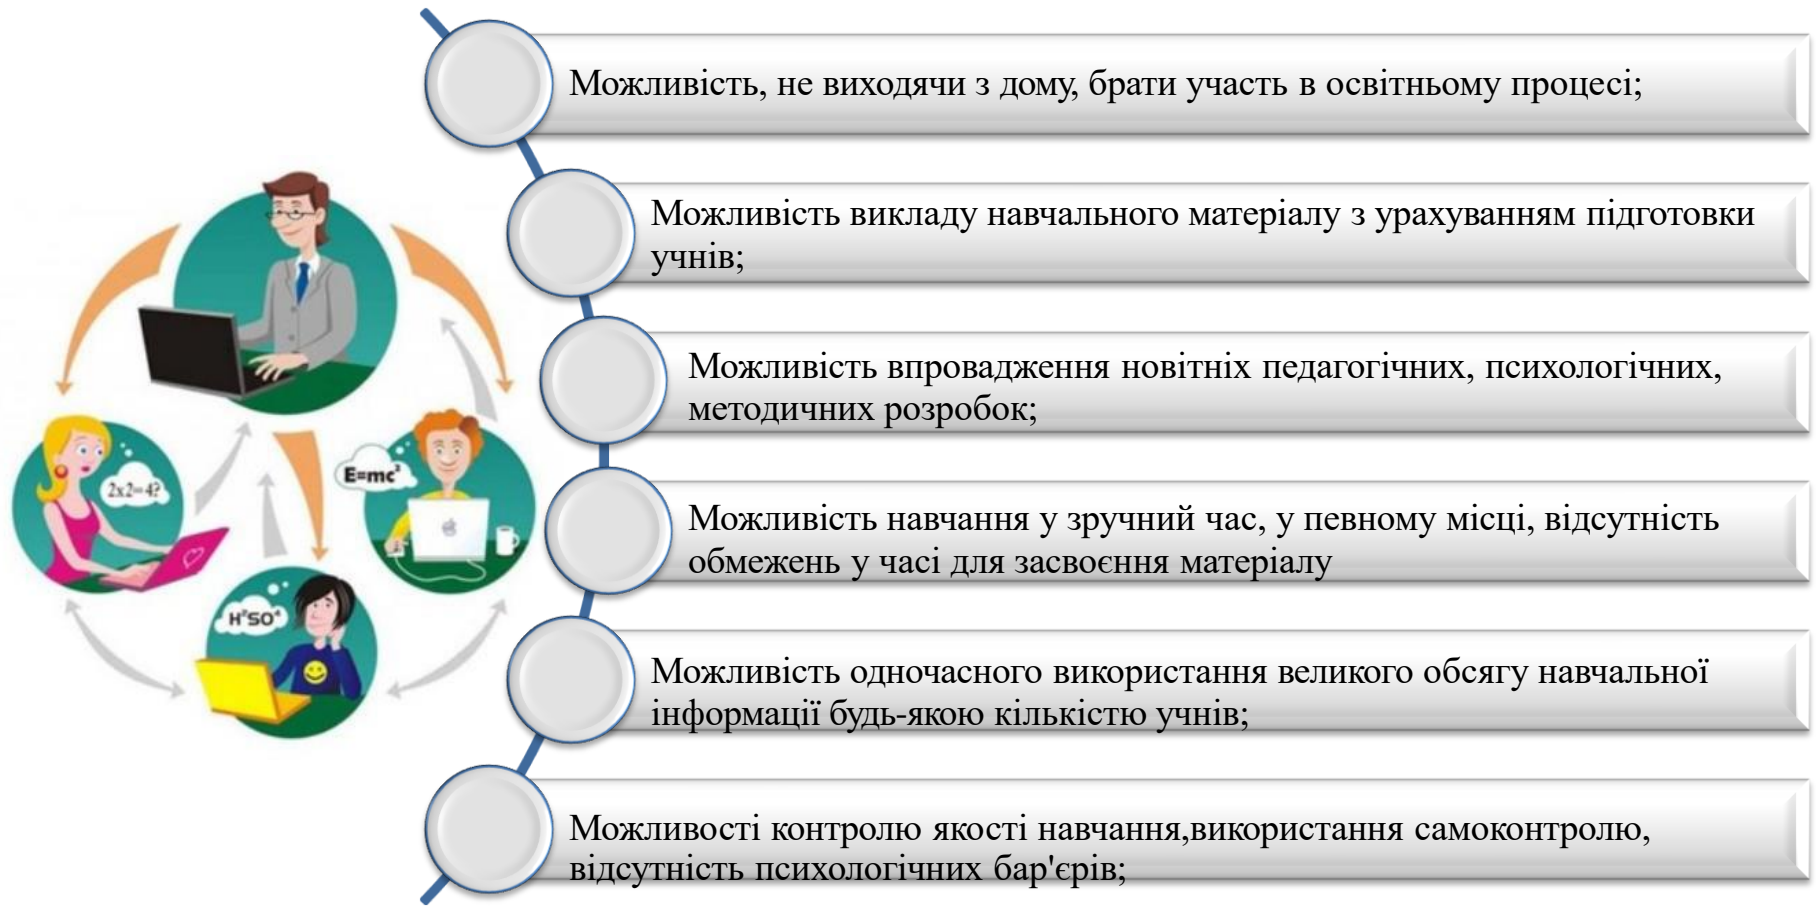 Можливість, не виходячи з дому, брати участь в освітньому процесі;
Можливість викладу навчального матеріалу з урахуванням підготовки
учнів;
Можливість впровадження новітніх педагогічних, психологічних,
методичних розробок;
Можливість навчання у зручний час, у певному місці, відсутність
обмежень у часі для засвоєння матеріалу
Можливість одночасного використання великого обсягу навчальної
інформації будь-якою кількістю учнів;
Можливості контролю якості навчання,використання самоконтролю,
відсутність психологічних бар'єрів;
2x2=4?
E=mc²
H²SO⁴